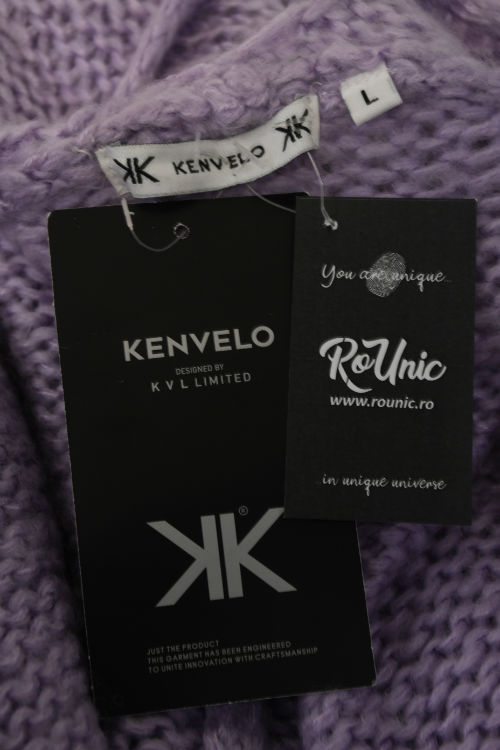 L
KENVELO
KENVELO
DESIGNED BY
KVL LIMITED
®
JUST THE PRODUCT
THIS GARMENT HAS BEEN ENGINEERED
TO UNITE INNOVATION WITH CRAFTSMANSHIP
You are unique...
RoUnic
www.rounic.ro
...in unique universe